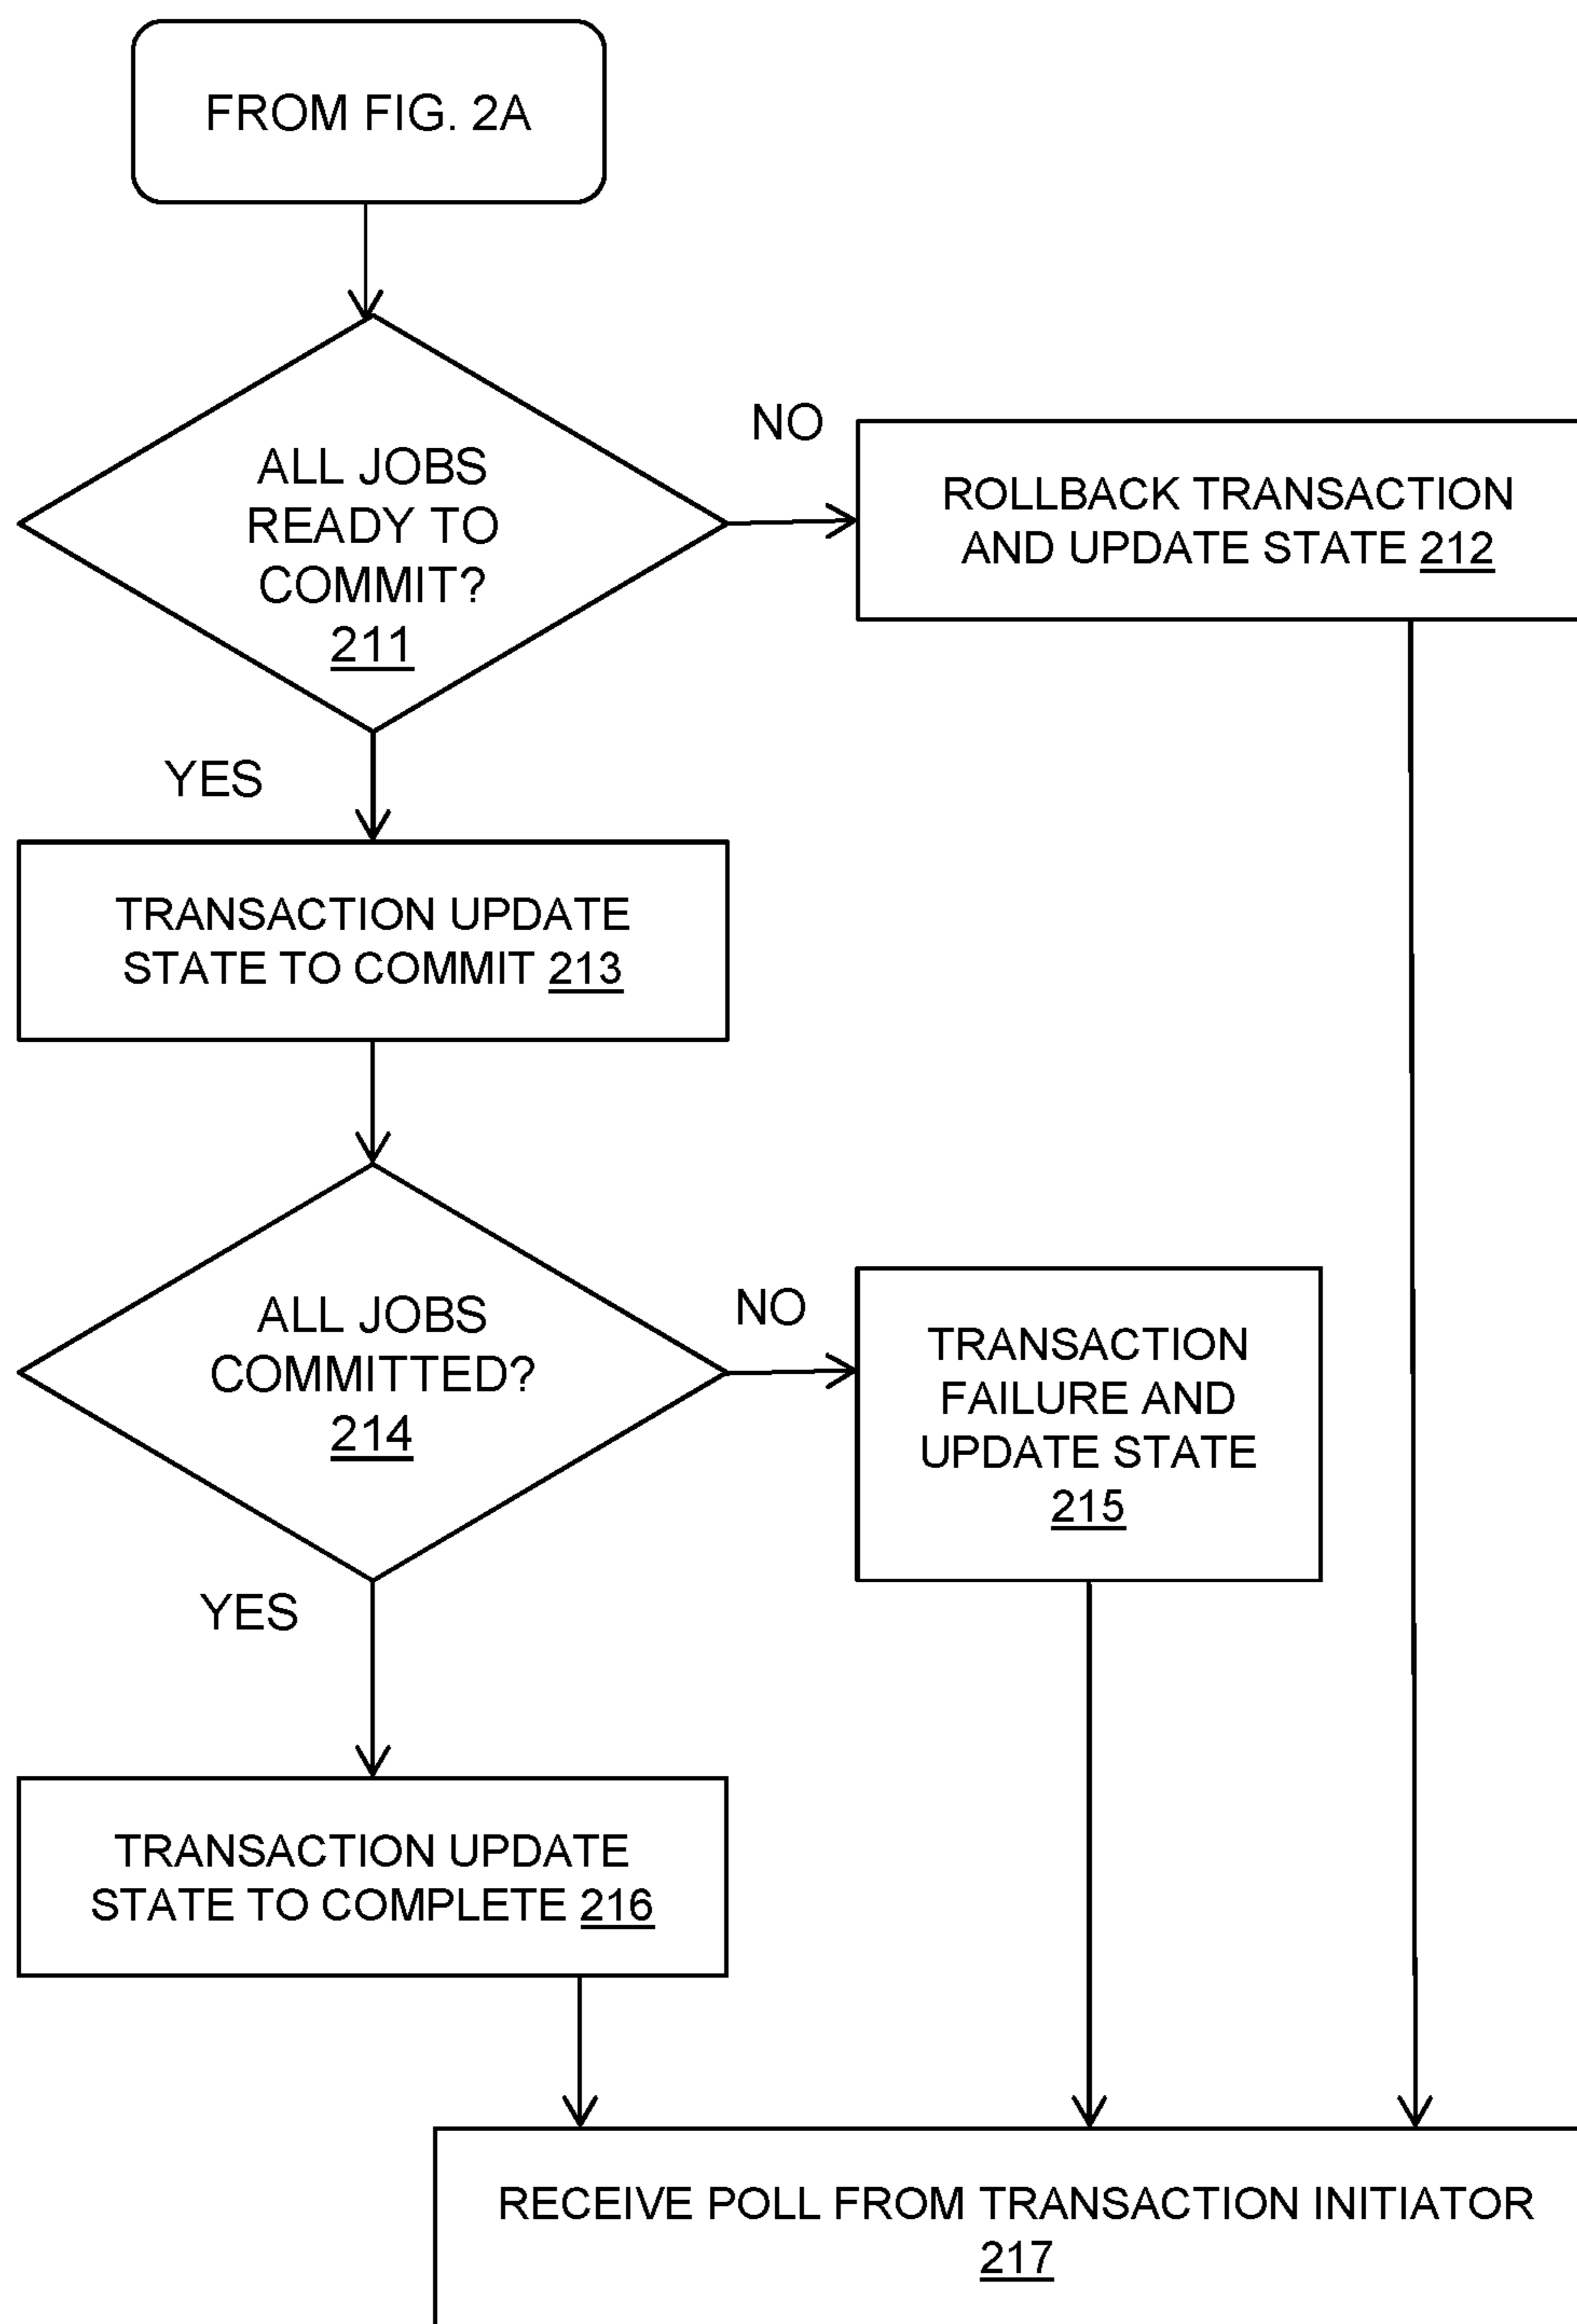 FROM FIG. 2A
ALL JOBS
READY TO
COMMIT?
211
NO
ROLLBACK TRANSACTION
AND UPDATE STATE 212
YES
TRANSACTION UPDATE
STATE TO COMMIT 213
ALL JOBS
COMMITTED?
214
NO
TRANSACTION
FAILURE AND
UPDATE STATE
215
YES
TRANSACTION UPDATE
STATE TO COMPLETE 216
RECEIVE POLL FROM TRANSACTION INITIATOR
217